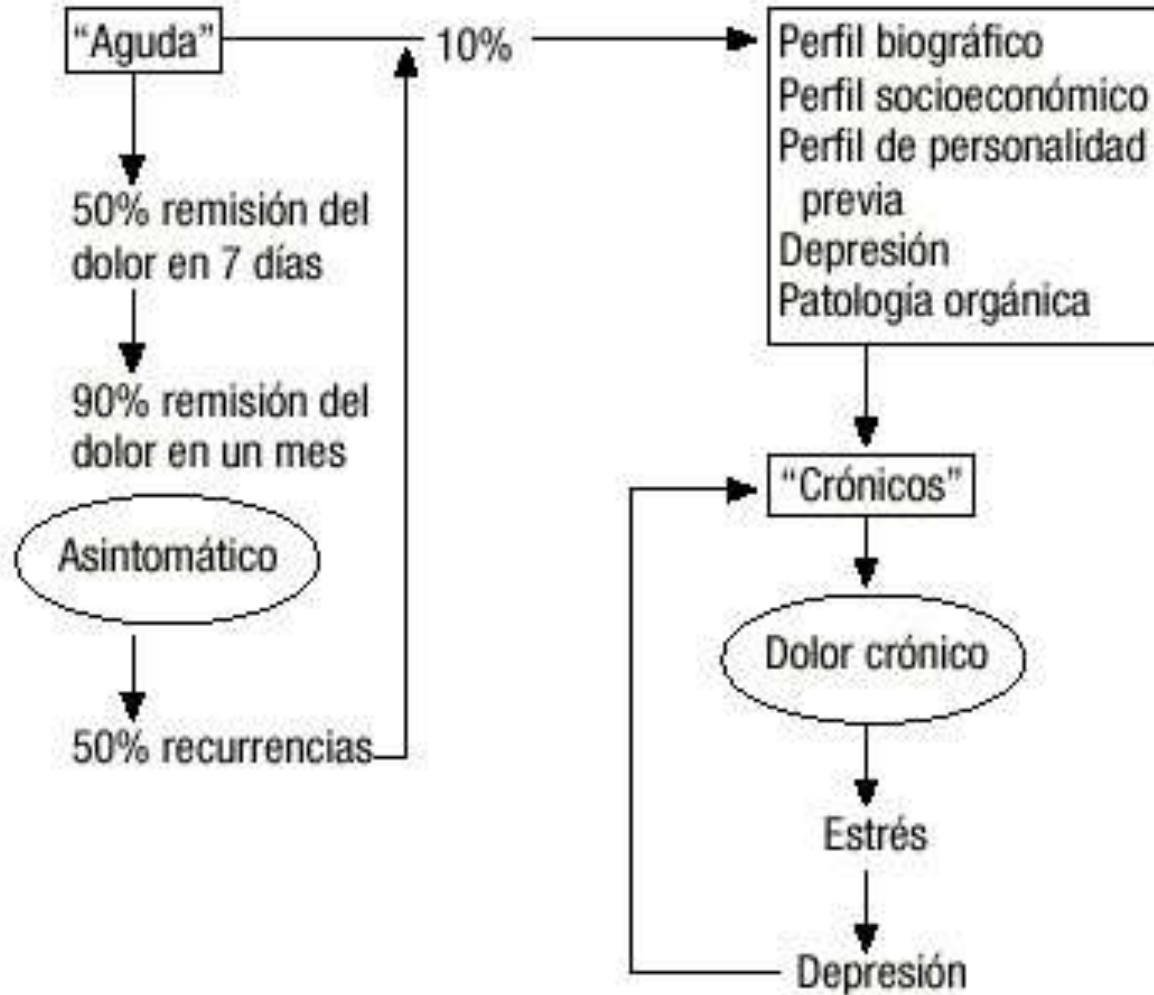 “Aguda”
10%
50% remisión del
dolor en 7 días
90% remisión del
dolor en un mes
Asintomático
50% recurrencias
Perfil biográfico
Perfil socioeconómico
Perfil de personalidad
previa
Depresión
Patología orgánica
“Crónicos”
Dolor crónico
Estrés
Depresión